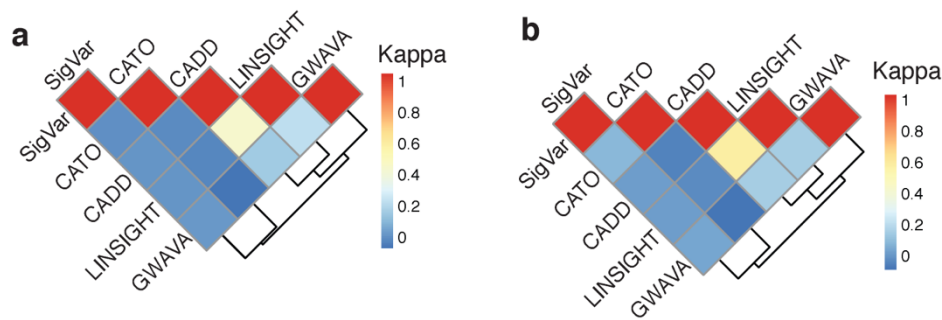 a
SigVar
CATO
CADD
LINSIGHT
GWAVA
SigVar
CATO
CADD
LINSIGHT
GWAVA
Kappa
1
0.8
0.6
0.4
0.2
0
b
SigVar
CATO
CADD
LINSIGHT
GWAVA
SigVar
CATO
CADD
LINSIGHT
GWAVA
Kappa
1
0.8
0.6
0.4
0.2
0